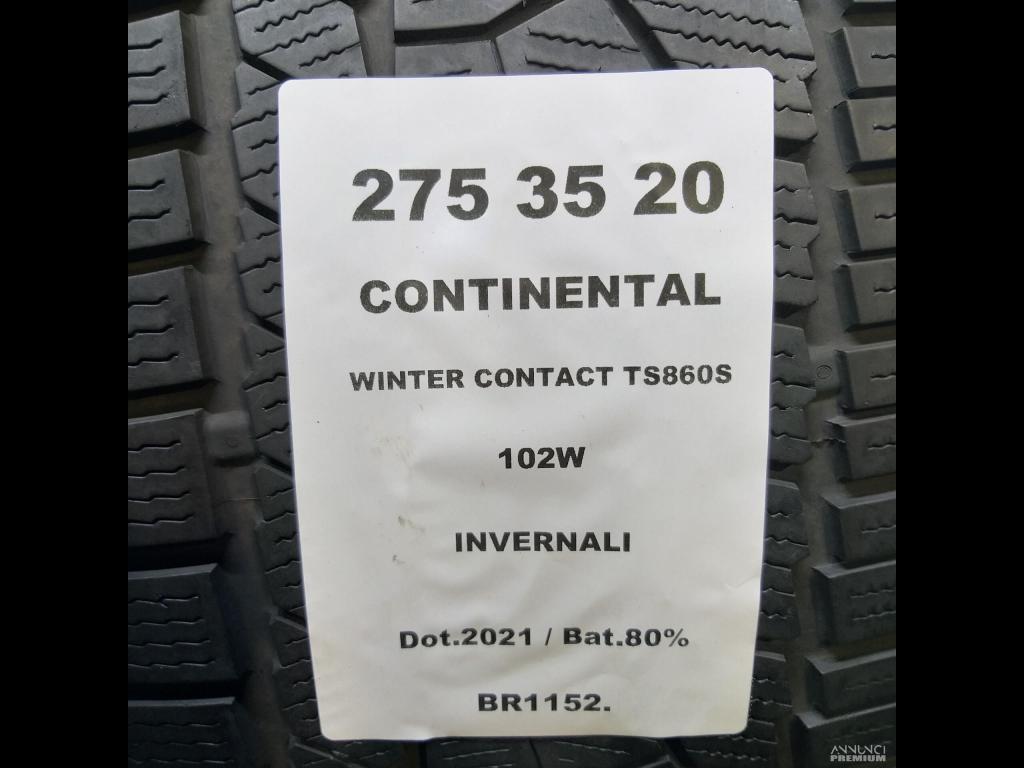 275 35 20
CONTINENTAL
WINTER CONTACT TS860S
102W
INVERNALI
Dot.2021 / Bat.80%
BR1152.
ANNUNCI
PREMIUM